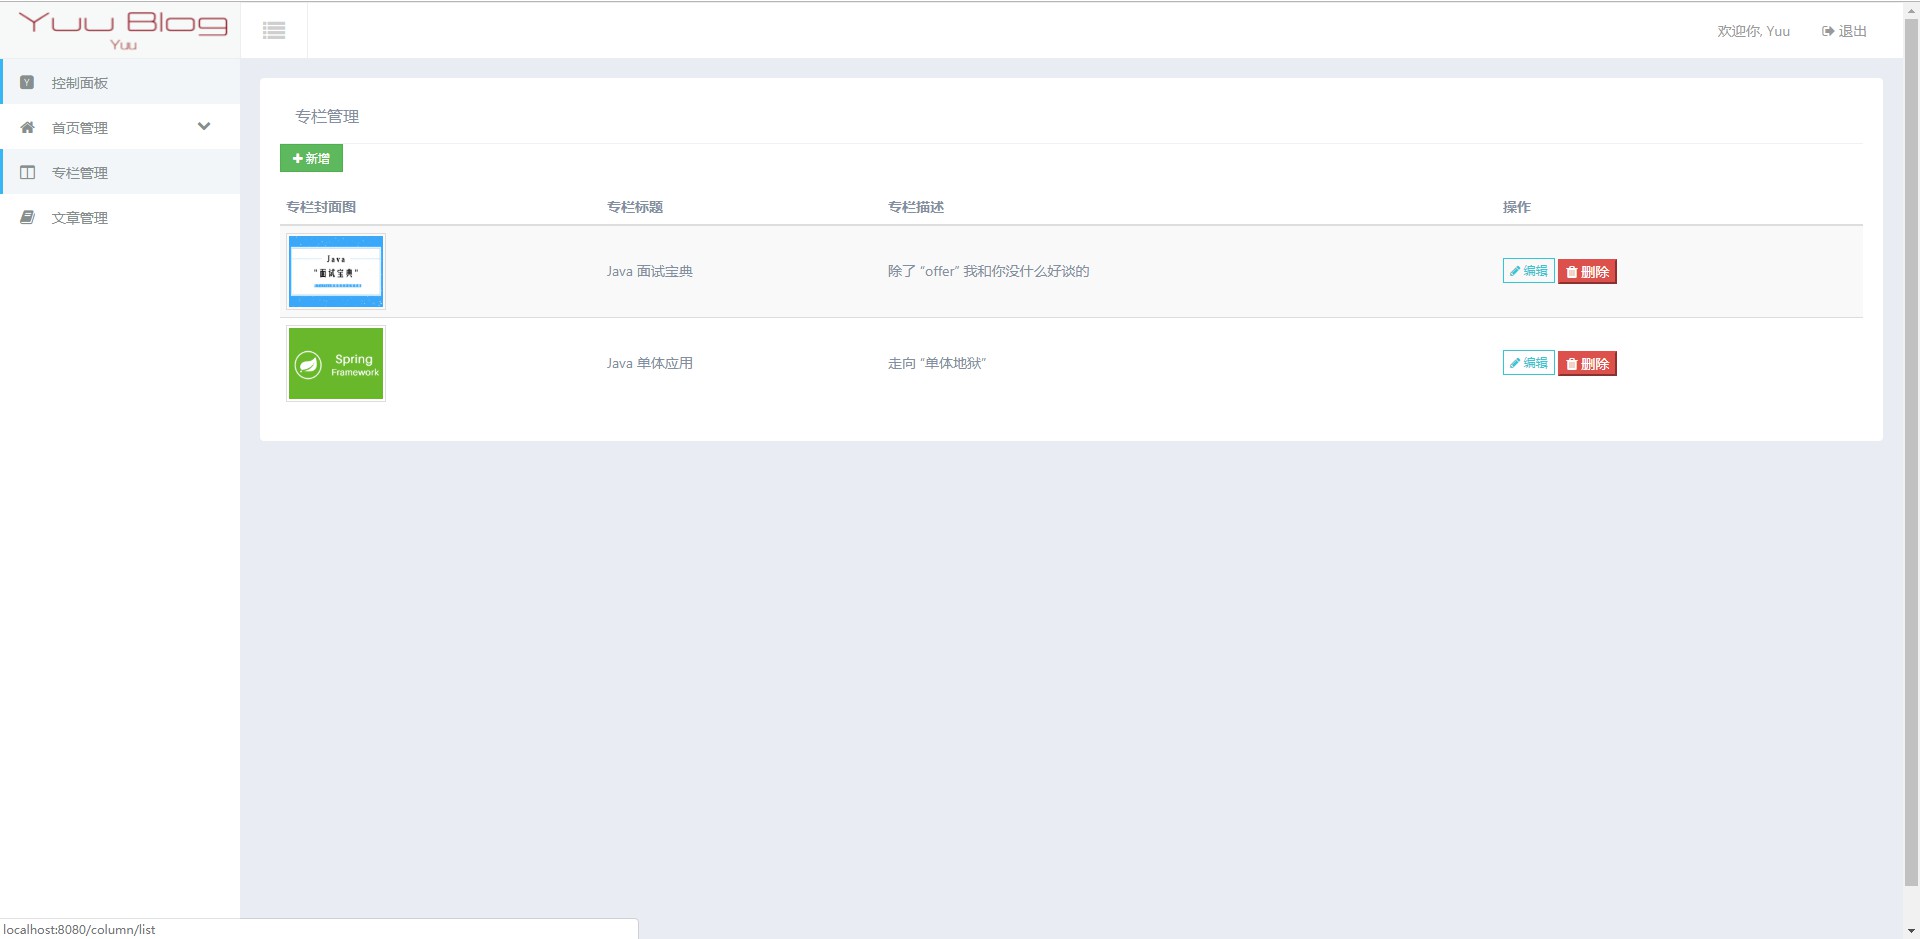 Yuu Blog
Yuu
欢迎你, Yuu
退出
控制面板
首页管理
专栏管理
文章管理
专栏管理
新增
专栏封面图 专栏标题 专栏描述 操作
Java
"面试宝典"
Java 面试宝典 除了 “offer” 我和你没什么好谈的 编辑 删除
Spring
Framework
Java 单体应用 走向 “单体地狱” 编辑 删除
localhost:8080/column/list